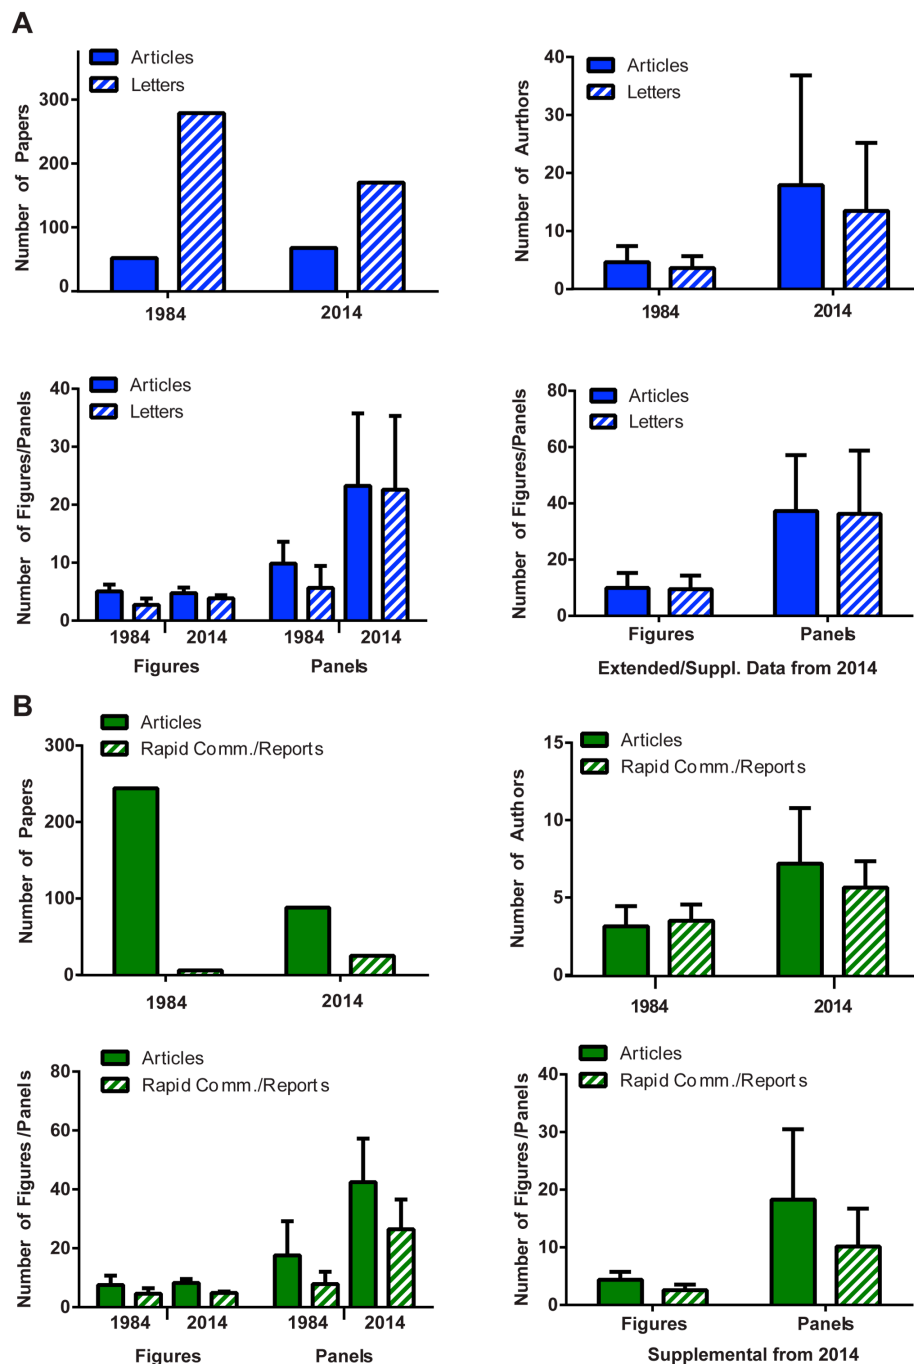 A
Articles
Letters
Number of Papers
300
200
100
0
1984
2014
Articles
Letters
Number of Aurthors
40
30
20
10
0
1984
2014
Articles
Letters
Number of Figures/Panels
40
30
20
10
0
1984
2014
1984
2014
Figures
Panels
Articles
Letters
Number of Figures/Panels
80
60
40
20
0
Figures
Panels
Extended/Suppl. Data from 2014
B
Articles
Rapid Comm./Reports
Number of Papers
300
200
100
0
1984
2014
Articles
Rapid Comm./Reports
Number of Authors
15
10
5
0
1984
2014
Articles
Rapid Comm./Reports
Number of Figures/Panels
80
60
40
20
0
1984
2014
1984
2014
Figures
Panels
Articles
Rapid Comm./Reports
Number of Figures/Panels
40
30
20
10
0
Figures
Panels
Supplemental from 2014